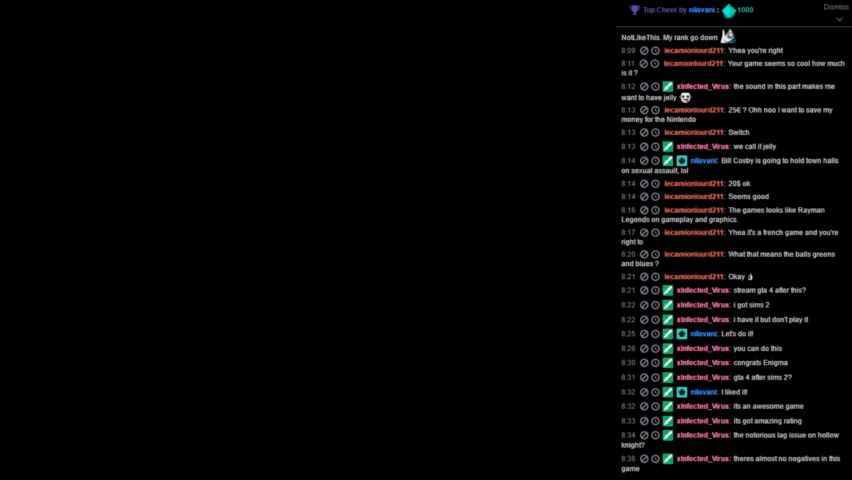 Top Cheer by nilavani : 1000
Dismiss
NotLikeThis. My rank go down
8:09 lecamionlourd211: Yhea you're right
8:11 lecamionlourd211: Your game seems so cool how much
is it ?
8:12 xInfected_Virus: the sound in this part makes me
want to have jelly
8:13 lecamionlourd211: 25€ ? Ohh noo I want to save my
money for the Nintendo
8:13 lecamionlourd211: Switch
8:13 xInfected_Virus: we call it jelly
8:14 nilavani: Bill Cosby is going to hold town halls
on sexual assault, lol
8:14 lecamionlourd211: 20$ ok
8:14 lecamionlourd211: Seems good
8:16 lecamionlourd211: The games looks like Rayman
Legends on gameplay and graphics.
8:17 lecamionlourd211: Yhea it's a french game and you're
right to
8:20 lecamionlourd211: What that means the balls greens
and blues ?
8:21 lecamionlourd211: Okay
8:21 xInfected_Virus: stream gta 4 after this?
8:22 xInfected_Virus: i got sims 2
8:22 xInfected_Virus: i have it but don't play it
8:25 nilavani: Let's do it!
8:28 xInfected_Virus: you can do this
8:30 xInfected_Virus: congrats Enigma
8:31 xInfected_Virus: gta 4 after sims 2?
8:32 nilavani: I liked it!
8:32 xInfected_Virus: its an awesome game
8:33 xInfected_Virus: its got amazing rating
8:34 xInfected_Virus: the notorious lag issue on hollow
knight?
8:36 xInfected_Virus: theres almost no negatives in this
game